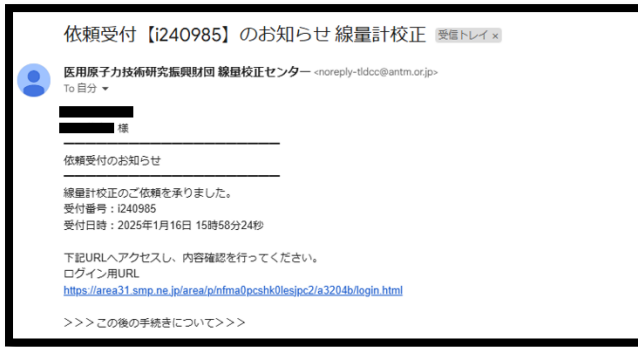 依頼受付【i240985】のお知らせ 線量計校正 受信トレイ ×
医用原子力技術研究振興財団 線量校正センター <noreply-tldcc@antm.or.jp>
To 自分
様
依頼受付のお知らせ
線量計校正のご依頼を承りました。
受付番号：i240985
受付日時：2025年1月16日 15時58分24秒
下記URLへアクセスし、内容確認を行ってください。
ログイン用URL
https://area31.smp.ne.jp/area/p/nfma0pcshk0lesjpc2/a3204b/login.html
>>>この後の手続きについて>>>